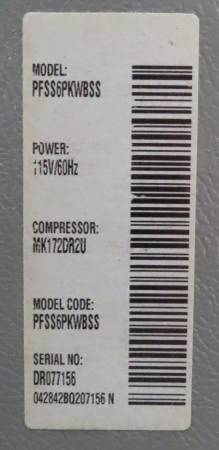 MODEL:
PFSS6PKWBSS
POWER:
115V/60Hz
COMPRESSOR:
MK172DR2U
MODEL CODE:
PFSS6PKWBSS
SERIAL NO:
DR077156
042842BQ207156 N